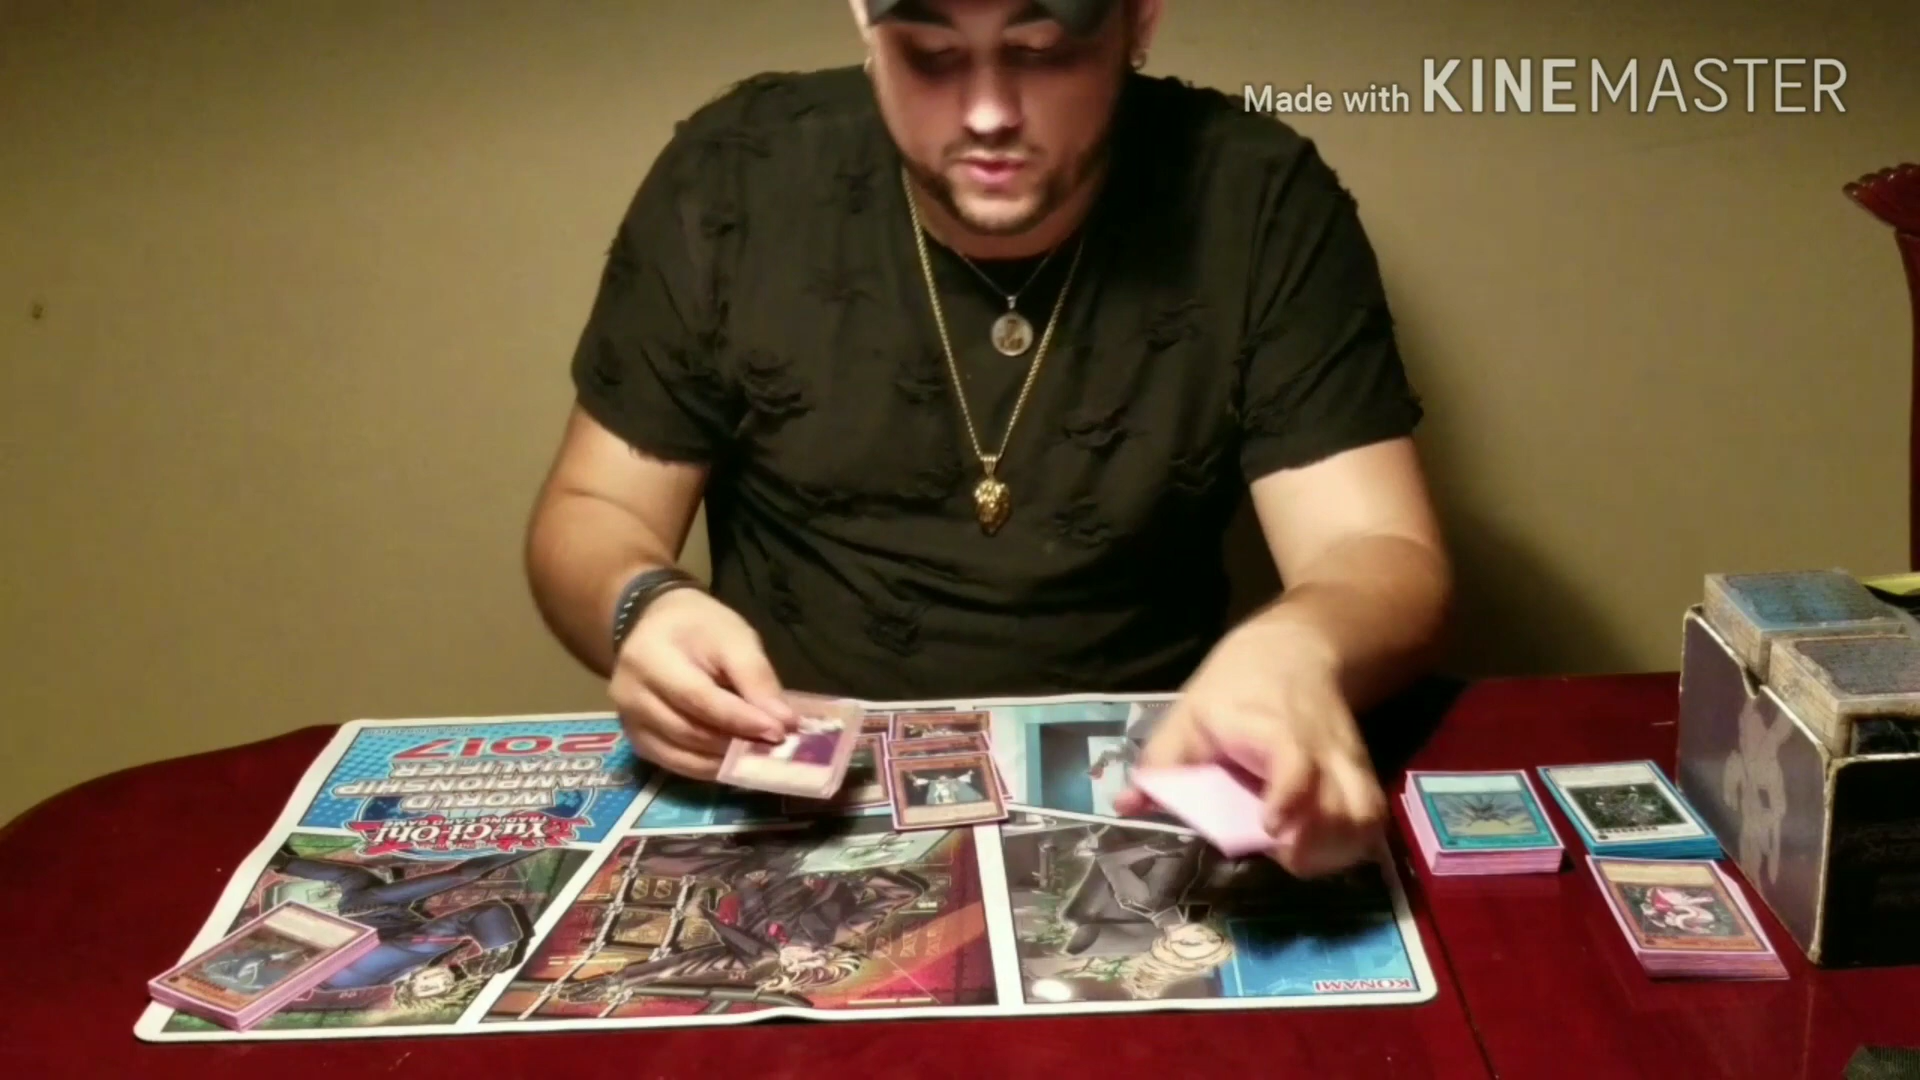 Made with KINEMASTER
2017
WORLD
CHAMPIONSHIP
QUALIFIER
Yu-Gi-Oh!
TRADING CARD GAME
KONAMI